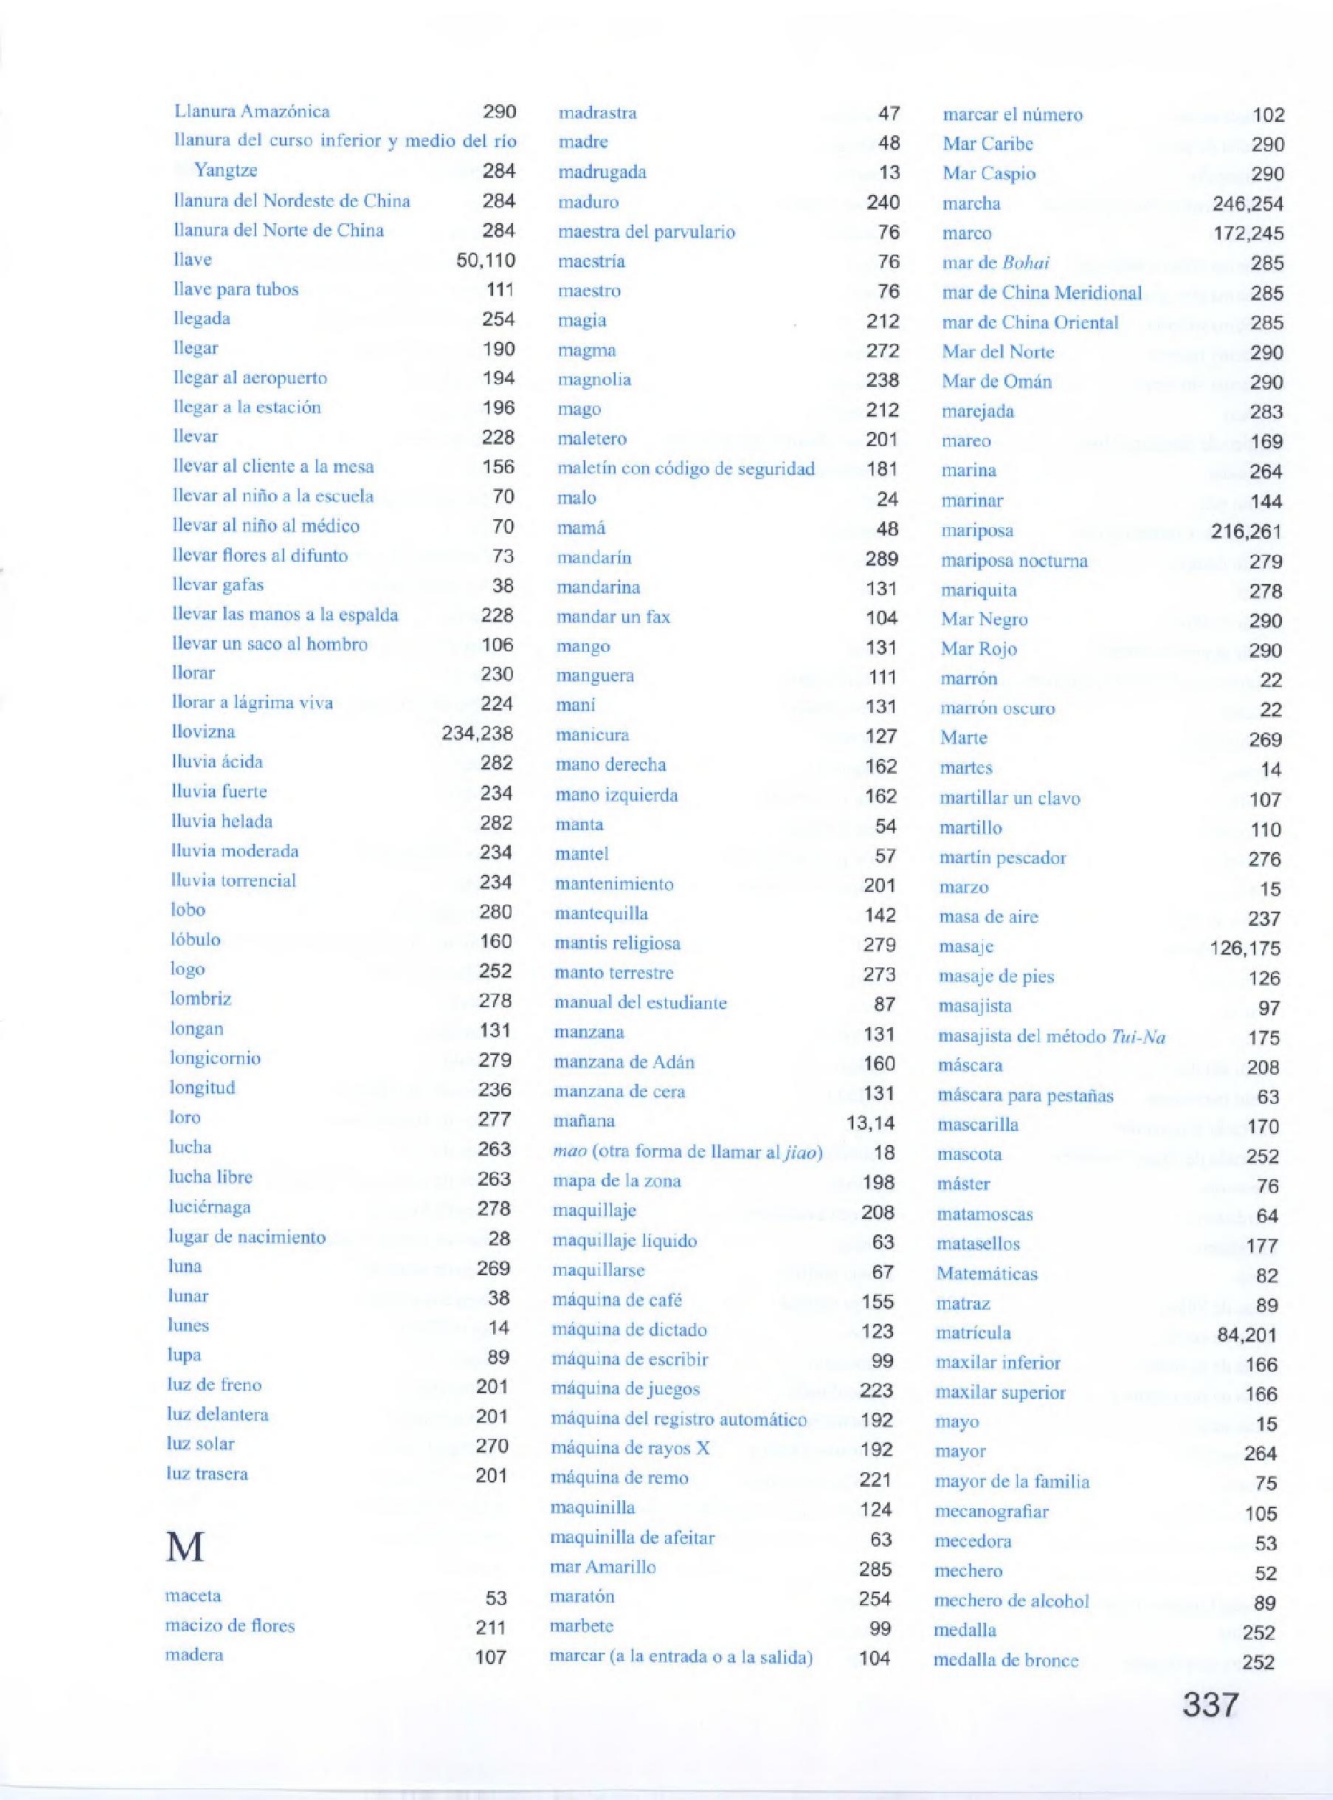 Llanura Amazónica 290
llanura del curso inferior y medio del río
Yangtze 284
llanura del Nordeste de China 284
llanura del Norte de China 284
llave 50,110
llave para tubos 111
llegada 254
llegar 190
llegar al aeropuerto 194
llegar a la estación 196
llevar 228
llevar al cliente a la mesa 156
llevar al niño a la escuela 70
llevar al niño al médico 70
llevar flores al difunto 73
llevar gafas 38
llevar las manos a la espalda 228
llevar un saco al hombro 106
llorar 230
llorar a lágrima viva 224
llovizna 234,238
lluvia ácida 282
lluvia fuerte 234
lluvia helada 282
lluvia moderada 234
lluvia torrencial 234
lobo 280
lóbulo 160
logo 252
lombriz 278
longan 131
longicornio 279
longitud 236
loro 277
lucha 263
lucha libre 263
luciérnaga 278
lugar de nacimiento 28
luna 269
lunar 38
lunes 14
lupa 89
luz de freno 201
luz delantera 201
luz solar 270
luz trasera 201
M
maceta 53
macizo de flores 211
madera 107
madrastra 47
madre 48
madrugada 13
maduro 240
maestra del parvulario 76
maestría 76
maestro 76
magia 212
magma 272
magnolia 238
mago 212
maletero 201
maletín con código de seguridad 181
malo 24
mamá 48
mandarín 289
mandarina 131
mandar un fax 104
mango 131
manguera 111
maní 131
manicura 127
mano derecha 162
mano izquierda 162
manta 54
mantel 57
mantenimiento 201
mantequilla 142
mantis religiosa 279
manto terrestre 273
manual del estudiante 87
manzana 131
manzana de Adán 160
manzana de cera 131
mañana 13,14
mao (otra forma de llamar al jiao) 18
mapa de la zona 198
maquillaje 208
maquillaje líquido 63
maquillarse 67
máquina de café 155
máquina de dictado 123
máquina de escribir 99
máquina de juegos 223
máquina del registro automático 192
máquina de rayos X 192
máquina de remo 221
maquinilla 124
maquinilla de afeitar 63
mar Amarillo 285
maratón 254
marbete 99
marcar (a la entrada o a la salida) 104
marcar el número 102
Mar Caribe 290
Mar Caspio 290
marcha 246,254
marco 172,245
mar de Bohai 285
mar de China Meridional 285
mar de China Oriental 285
Mar del Norte 290
Mar de Omán 290
marejada 283
mareo 169
marina 264
marinar 144
mariposa 216,261
mariposa nocturna 279
mariquita 278
Mar Negro 290
Mar Rojo 290
marrón 22
marrón oscuro 22
Marte 269
martes 14
martillar un clavo 107
martillo 110
martín pescador 276
marzo 15
masa de aire 237
masaje 126,175
masaje de pies 126
masajista 97
masajista del método Tui-Na 175
máscara 208
máscara para pestañas 63
mascarilla 170
mascota 252
máster 76
matamoscas 64
matasellos 177
Matemáticas 82
matraz 89
matrícula 84,201
maxilar inferior 166
maxilar superior 166
mayo 15
mayor 264
mayor de la familia 75
mecanografiar 105
mecedora 53
mechero 52
mechero de alcohol 89
medalla 252
medalla de bronce 252
337